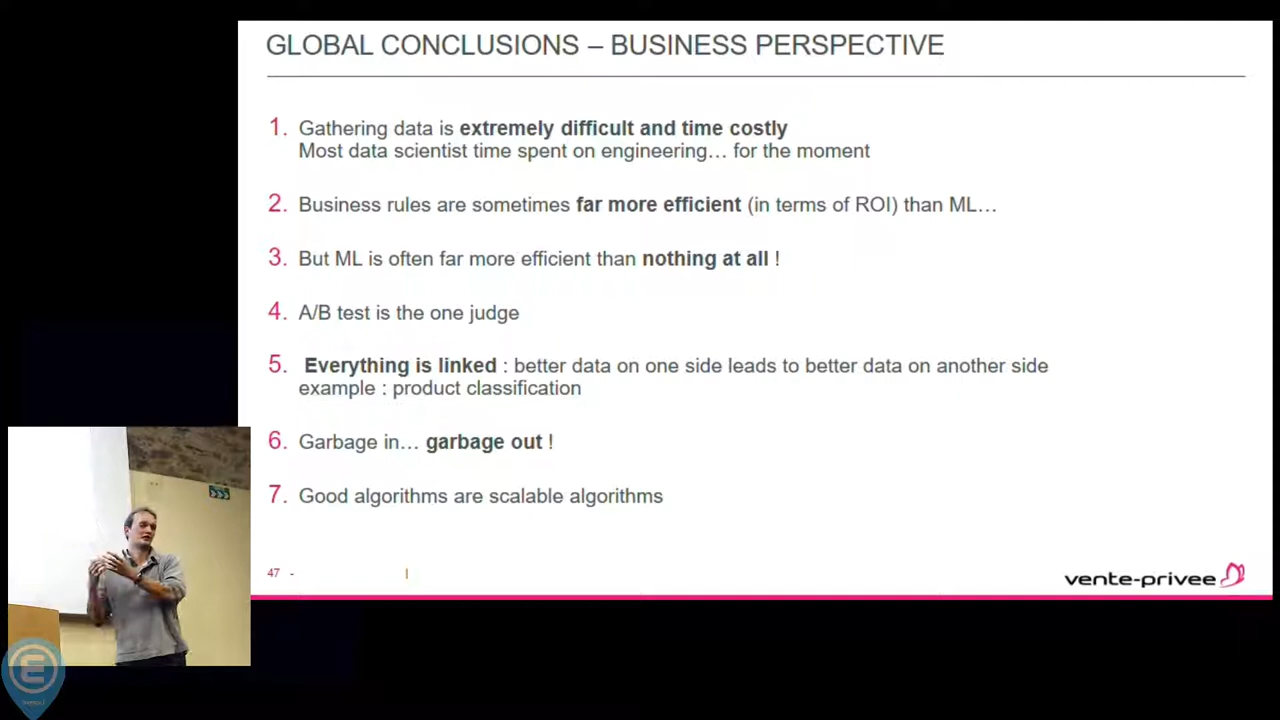 GLOBAL CONCLUSIONS – BUSINESS PERSPECTIVE
1. Gathering data is extremely difficult and time costly
Most data scientist time spent on engineering… for the moment
2. Business rules are sometimes far more efficient (in terms of ROI) than ML…
3. But ML is often far more efficient than nothing at all !
4. A/B test is the one judge
5. Everything is linked : better data on one side leads to better data on another side
example : product classification
6. Garbage in… garbage out !
7. Good algorithms are scalable algorithms
47 - |
vente-privee